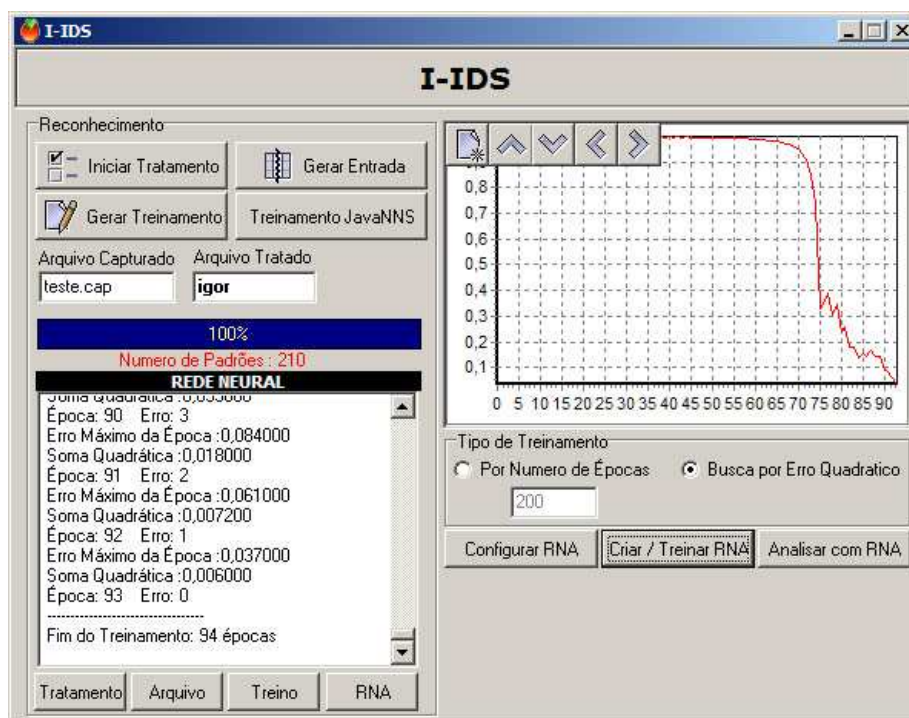 I-IDS
I-IDS
Reconhecimento
Iniciar Tratamento
Gerar Entrada
Gerar Treinamento
Treinamento JavaNNS
Arquivo Capturado
Arquivo Tratado
teste.cap
igor
100%
Numero de Padrões : 210
REDE NEURAL
Época: 90 Erro: 3
Erro Máximo da Época :0,084000
Soma Quadrática :0,018000
Época: 91 Erro: 2
Erro Máximo da Época :0,061000
Soma Quadrática :0,007200
Época: 92 Erro: 1
Erro Máximo da Época :0,037000
Soma Quadrática :0,006000
Época: 93 Erro: 0
---------------------------------
Fim do Treinamento: 94 épocas
Tratamento
Arquivo
Treino
RNA
0,8
0,7
0,6
0,5
0,4
0,3
0,2
0,1
0 5 10 15 20 25 30 35 40 45 50 55 60 65 70 75 80 85 90
Tipo de Treinamento
Por Numero de Épocas
Busca por Erro Quadratico
200
Configurar RNA
Criar / Treinar RNA
Analisar com RNA